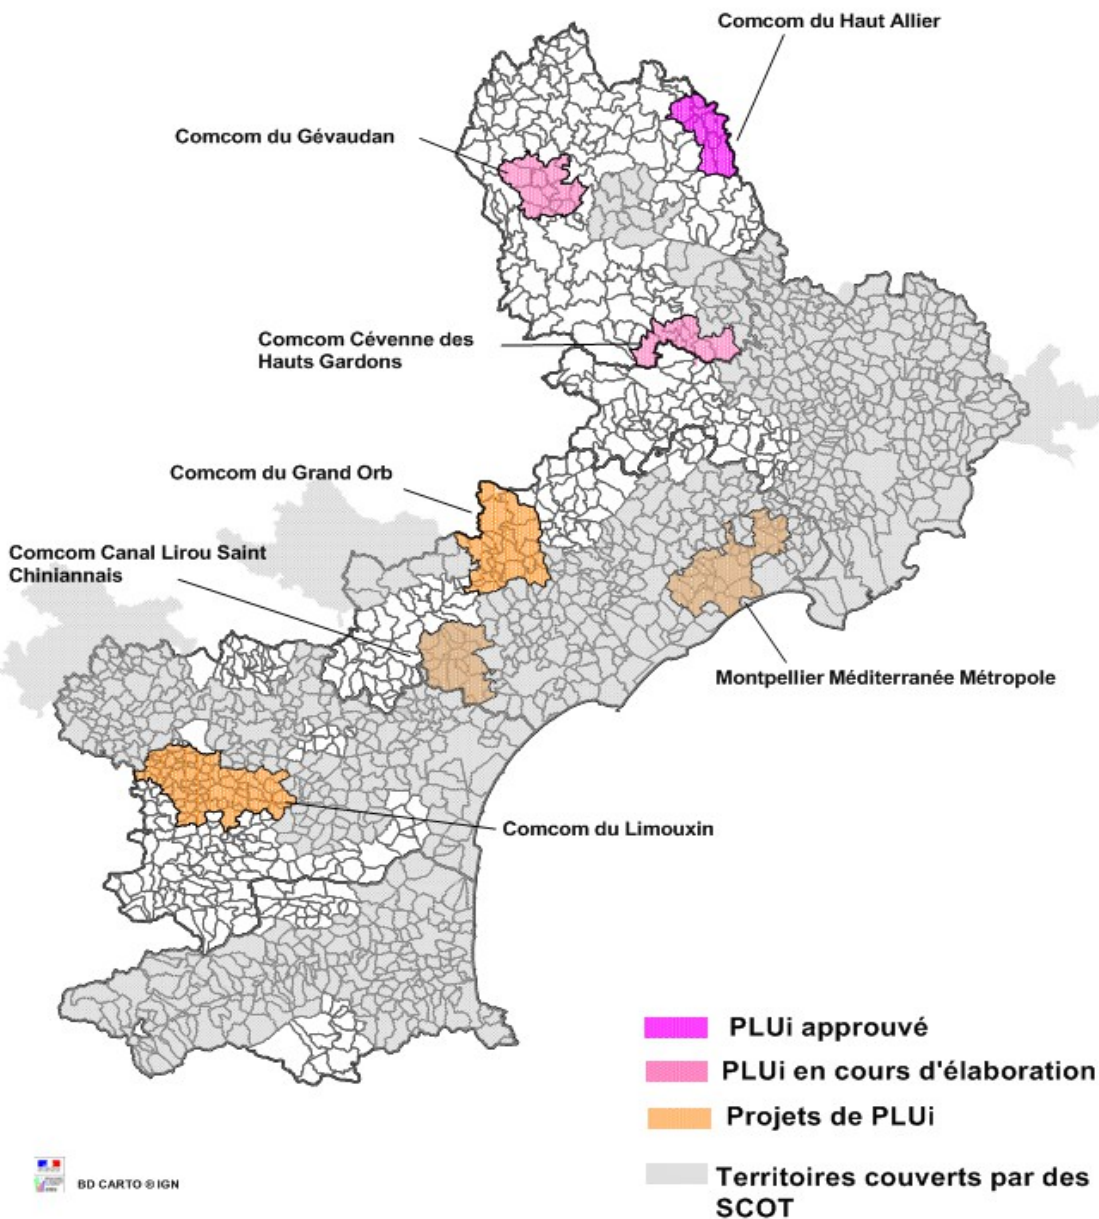 Comcom du Haut Allier
Comcom du Gévaudan
Comcom Cévenne des
Hauts Gardons
Comcom du Grand Orb
Comcom Canal Lirou Saint
Chiniannais
Montpellier Méditerranée Métropole
Comcom du Limouxin
PLUi approuvé
PLUi en cours d'élaboration
Projets de PLUi
Territoires couverts par des
SCOT
BD CARTO ® IGN